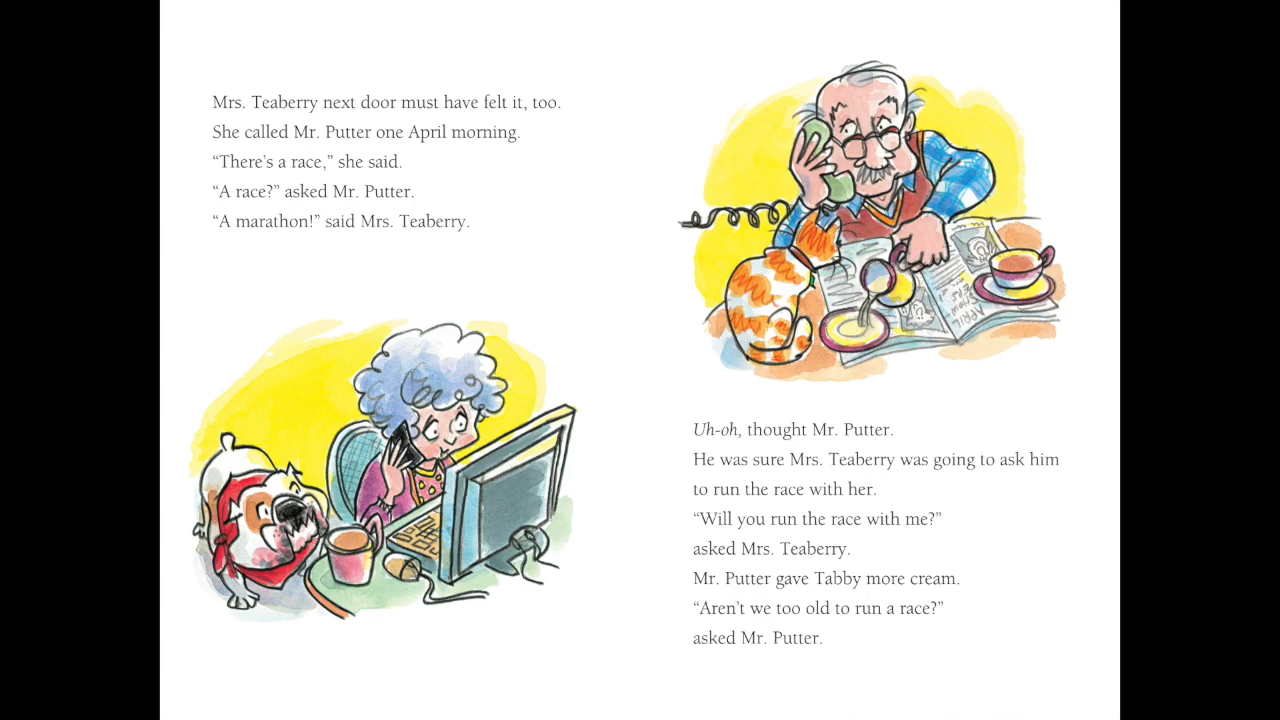 Mrs. Teaberry next door must have felt it, too.
She called Mr. Putter one April morning.
“There’s a race,” she said.
“A race?” asked Mr. Putter.
“A marathon!” said Mrs. Teaberry.
Uh-oh, thought Mr. Putter.
He was sure Mrs. Teaberry was going to ask him
to run the race with her.
“Will you run the race with me?”
asked Mrs. Teaberry.
Mr. Putter gave Tabby more cream.
“Aren’t we too old to run a race?”
asked Mr. Putter.